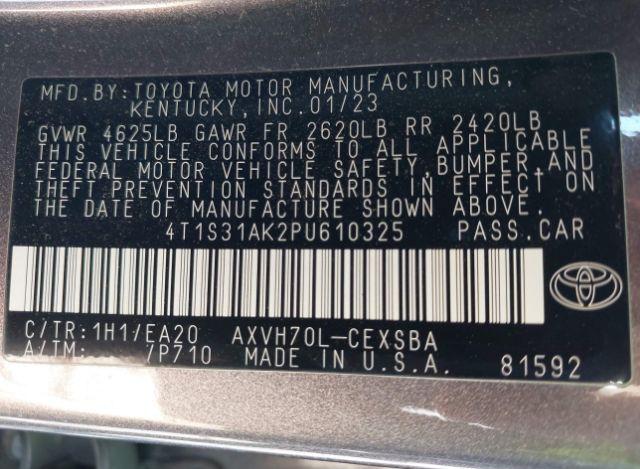 MFD.BY:TOYOTA MOTOR MANUFACTURING,
KENTUCKY,INC.01/23
GVWR 4625LB GAWR FR 2620LB RR 2420LB
THIS VEHICLE CONFORMS TO ALL APPLICABLE
FEDERAL MOTOR VEHICLE SAFETY,BUMPER,AND
THEFT PREVENTION STANDARDS IN EFFECT ON
THE DATE OF MANUFACTURE SHOWN ABOVE.
4T1S31AK2PU610325 PASS.CAR
C/TR:1H1/EA20 AXVH70L-CEXSBA
A/TM: /P710 MADE IN U.S.A. 81592